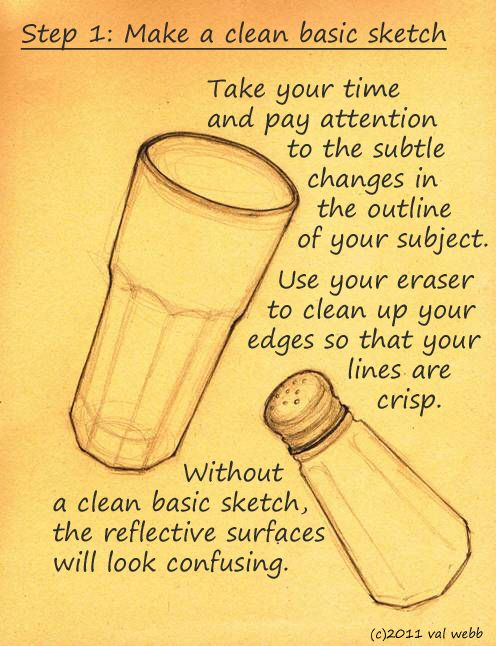 Step 1: Make a clean basic sketch
Take your time
and pay attention
to the subtle
changes in
the outline
of your subject.
Use your eraser
to clean up your
edges so that your
lines are
crisp.
Without
a clean basic sketch,
the reflective surfaces
will look confusing.
(c)2011 val webb